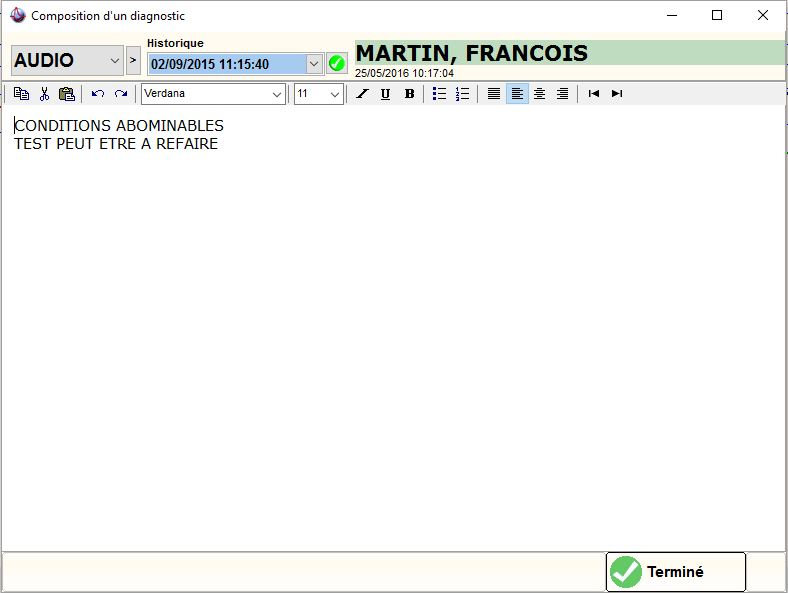 Composition d'un diagnostic
Historique
AUDIO
>
02/09/2015 11:15:40
MARTIN, FRANCOIS
25/05/2016 10:17:04
Verdana
11
I U B
CONDITIONS ABOMINABLES
TEST PEUT ETRE A REFAIRE
Terminé